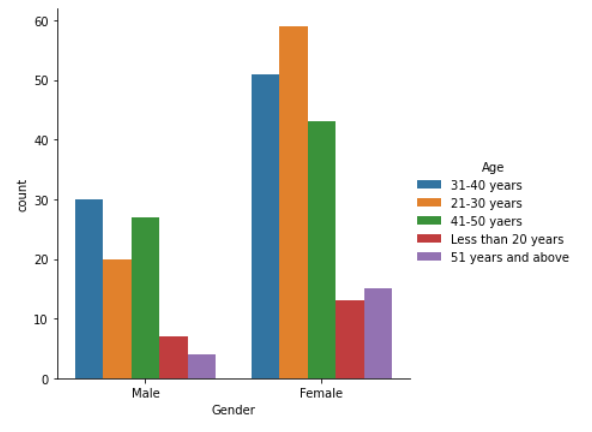 60
50
40
30
20
10
0
count
Male
Female
Gender
Age
31-40 years
21-30 years
41-50 yaers
Less than 20 years
51 years and above